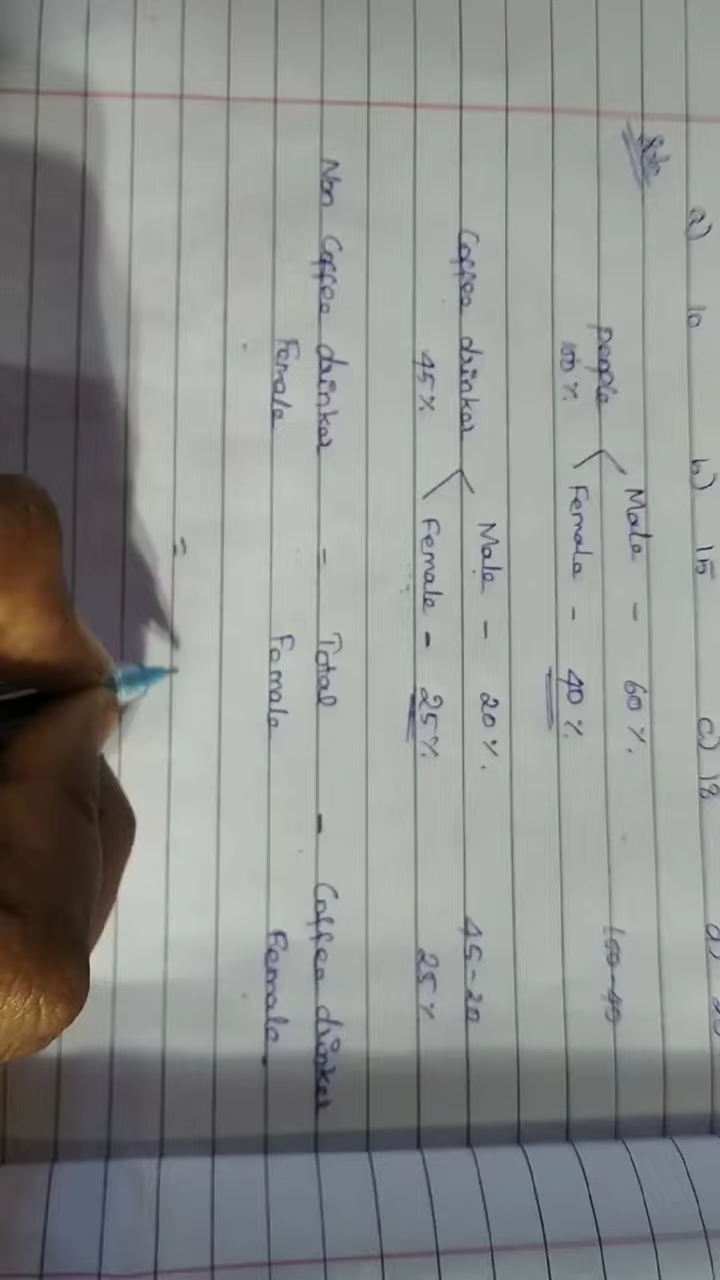 a) 10 b) 15 c) 18
Male - 60%. 100-40
People
100% Female - 40%
Male - 20%. 45-20
Coffee drinker
45% Female - 25% 25%
Non Coffee drinker = Total - Coffee drinker
Female Female Female
=